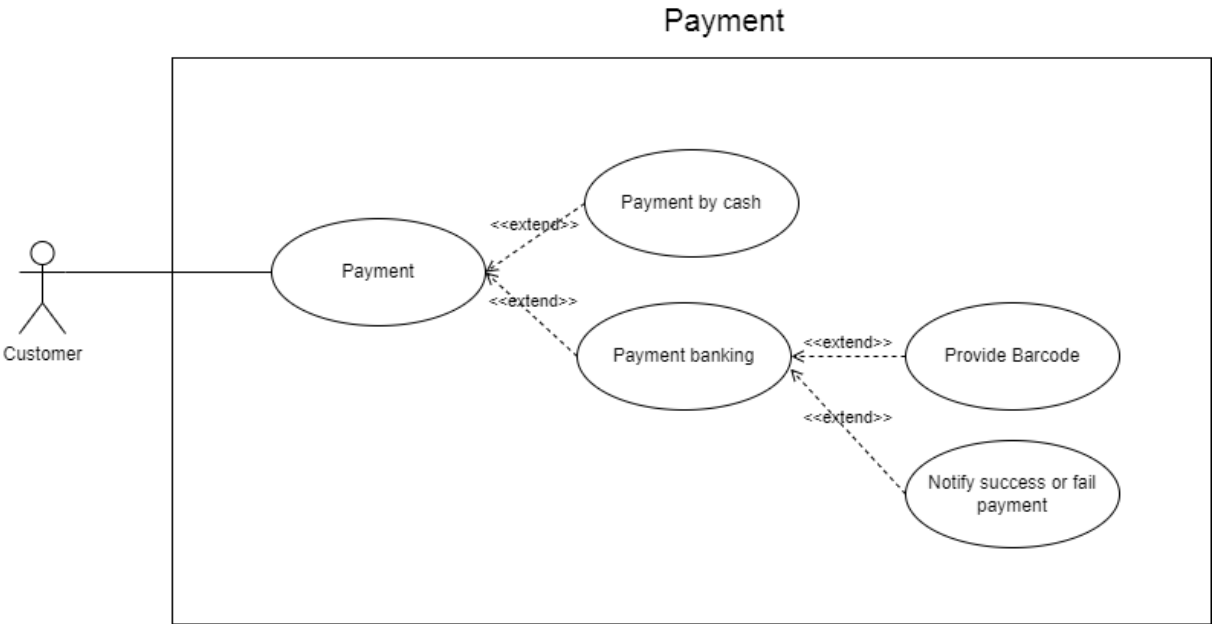 Payment
Payment by cash
<<extend>>
Payment
<<extend>>
Customer
Payment banking
<<extend>>
Provide Barcode
<<extend>>
Notify success or fail
payment